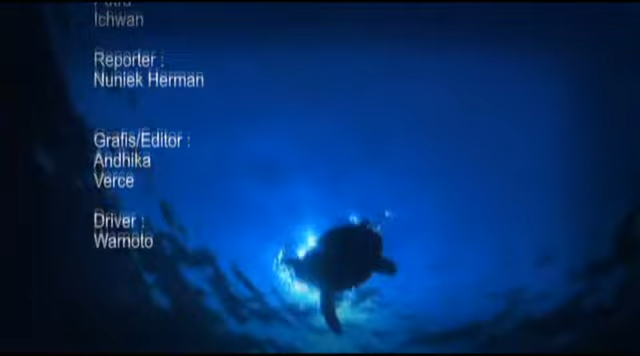 Ichwan
Reporter :
Nuniek Herman
Grafis/Editor :
Andhika
Verce
Driver :
Warnoto